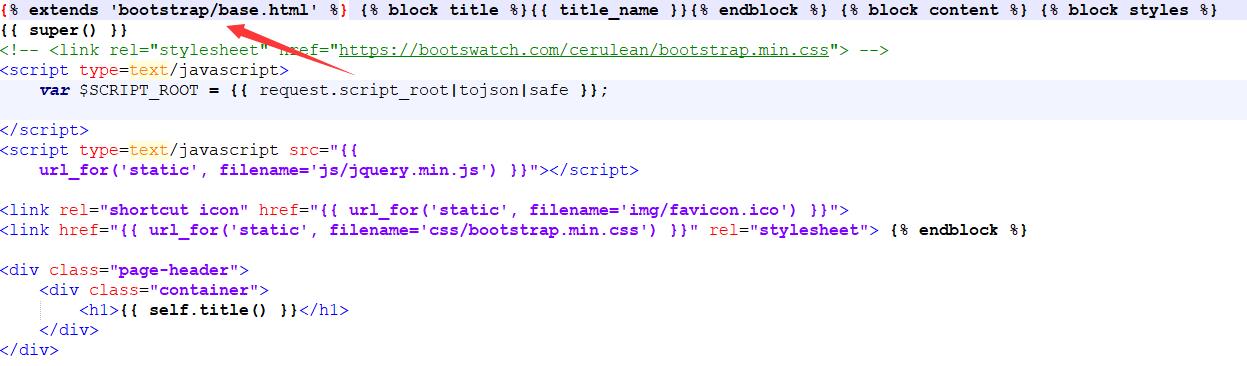 {% extends 'bootstrap/base.html' %} {% block title %}{{ title_name }}{% endblock %} {% block content %} {% block styles %}
{{ super() }}
<!-- <link rel="stylesheet" href="https://bootswatch.com/cerulean/bootstrap.min.css"> -->
<script type=text/javascript>
    var $SCRIPT_ROOT = {{ request.script_root|tojson|safe }};
</script>
<script type=text/javascript src="{{
    url_for('static', filename='js/jquery.min.js') }}"></script>
<link rel="shortcut icon" href="{{ url_for('static', filename='img/favicon.ico') }}">
<link href="{{ url_for('static', filename='css/bootstrap.min.css') }}" rel="stylesheet"> {% endblock %}
<div class="page-header">
    <div class="container">
        <h1>{{ self.title() }}</h1>
    </div>
</div>